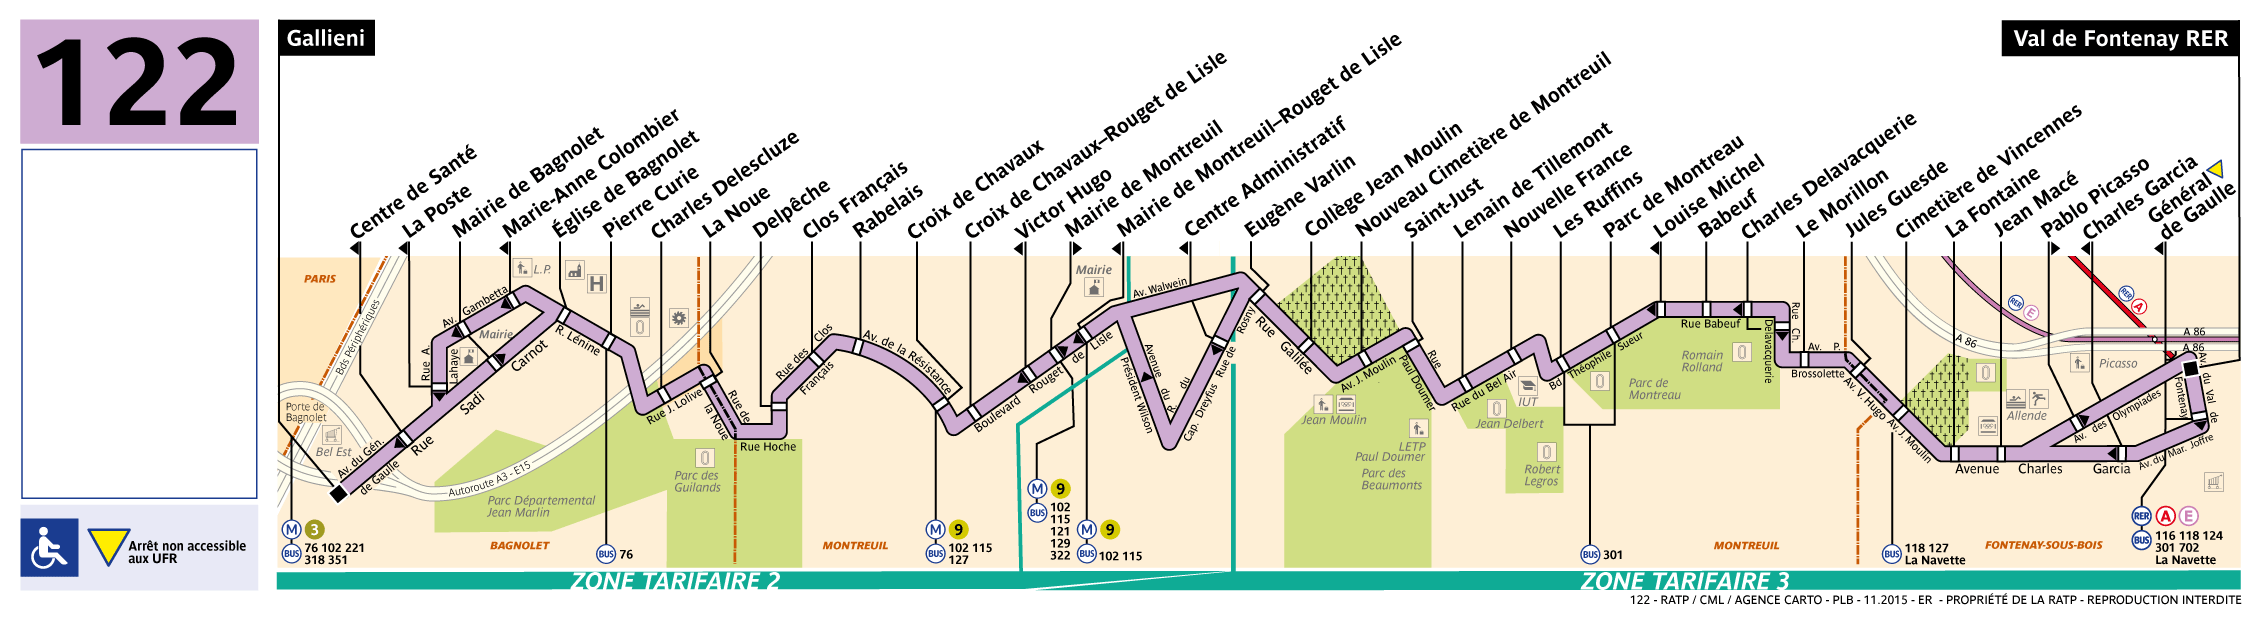 122
Gallieni
Val de Fontenay RER
Centre de Santé
La Poste
Mairie de Bagnolet
Marie-Anne Colombier
Église de Bagnolet
Pierre Curie
Charles Delescluze
La Noue
Delpêche
Clos Français
Rabelais
Croix de Chavaux
Croix de Chavaux–Rouget de Lisle
Victor Hugo
Mairie de Montreuil
Mairie de Montreuil–Rouget de Lisle
Centre Administratif
Eugène Varlin
Collège Jean Moulin
Nouveau Cimetière de Montreuil
Saint-Just
Lenain de Tillemont
Nouvelle France
Les Ruffins
Parc de Montreau
Louise Michel
Babeuf
Charles Delavacquerie
Le Morillon
Jules Guesde
Cimetière de Vincennes
La Fontaine
Jean Macé
Pablo Picasso
Charles Garcia
Général
de Gaulle
PARIS
Bds Périphériques
Porte de
Bagnolet
Bel Est
Av. du Gén.
de Gaulle
Rue
Sadi
Carnot
Rue A.
Lahaye
Av. Gambetta
Mairie
L.P.
H
R. Lénine
Autoroute A3 - E15
Parc Départemental
Jean Marlin
BAGNOLET
Rue J. Lolive
Rue de
la Noue
Rue Hoche
Parc des
Guilands
Rue des
Clos
Français
Av. de la Résistance
MONTREUIL
Boulevard
Rouget
de
Lisle
Mairie
Av. Walwein
Avenue
du
Président Wilson
R. du
Cap. Dreyfus
Rue de
Rosny
Rue
Galilée
Av. J. Moulin
Jean Moulin
Rue
Paul Doumer
LETP
Paul Doumer
Parc des
Beaumonts
Rue du Bel Air
IUT
Jean Delbert
Robert
Legros
Bd
Théophile
Sueur
Parc de
Montreau
Romain
Rolland
Rue Babeuf
Rue Ch.
Delavacquerie
Av. P.
Brossolette
Av. V. Hugo
Av. J. Moulin
MONTREUIL
FONTENAY-SOUS-BOIS
Avenue
Charles
Garcia
Allende
Picasso
Av. des Olympiades
Av. du Mar. Joffre
Av. du Val de
Fontenay
A 86
A 86
A 86
RER E
RER A
M 3
BUS 76 102 221
318 351
BUS 76
M 9
BUS 102 115
127
M 9
BUS 102
115
121
129
322
M 9
BUS 102 115
BUS 301
BUS 118 127
La Navette
RER A E
BUS 116 118 124
301 702
La Navette
Arrêt non accessible
aux UFR
ZONE TARIFAIRE 2
ZONE TARIFAIRE 3
122 - RATP / CML / AGENCE CARTO - PLB - 11.2015 - ER - PROPRIÉTÉ DE LA RATP - REPRODUCTION INTERDITE